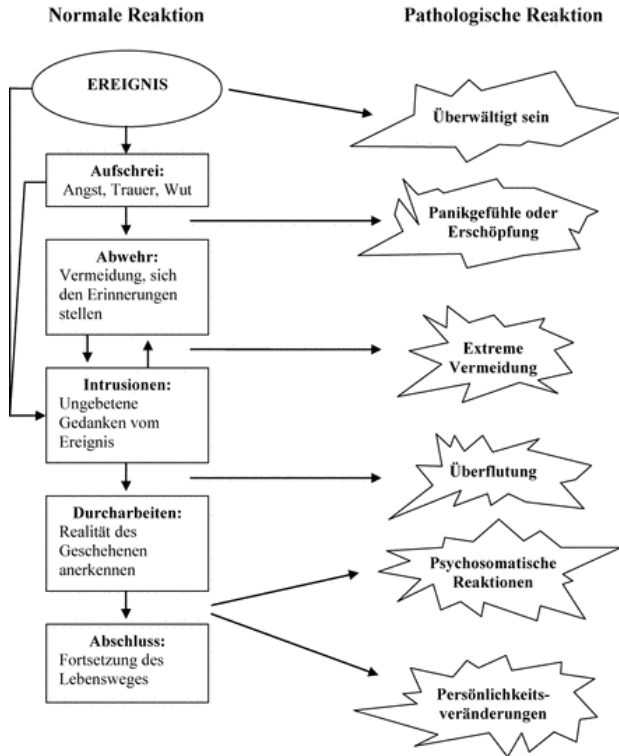 Normale Reaktion
Pathologische Reaktion
EREIGNIS
Überwältigt sein
Aufschrei:
Angst, Trauer, Wut
Panikgefühle oder
Erschöpfung
Abwehr:
Vermeidung, sich
den Erinnerungen
stellen
Extreme
Vermeidung
Intrusionen:
Ungebetene
Gedanken vom
Ereignis
Überflutung
Durcharbeiten:
Realität des
Geschehenen
anerkennen
Psychosomatische
Reaktionen
Abschluss:
Fortsetzung des
Lebensweges
Persönlichkeits-
veränderungen